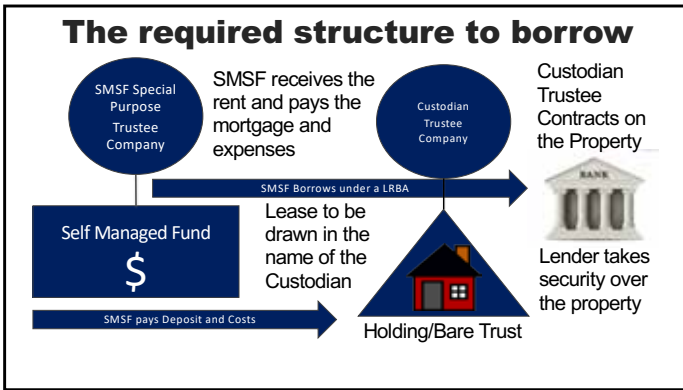 The required structure to borrow
SMSF Special
Purpose
Trustee
Company
SMSF receives the
rent and pays the
mortgage and
expenses
Custodian
Trustee
Company
Custodian
Trustee
Contracts on
the Property
BANK
SMSF Borrows under a LRBA
Self Managed Fund
$
Lease to be
drawn in the
name of the
Custodian
Lender takes
security over
the property
SMSF pays Deposit and Costs
Holding/Bare Trust